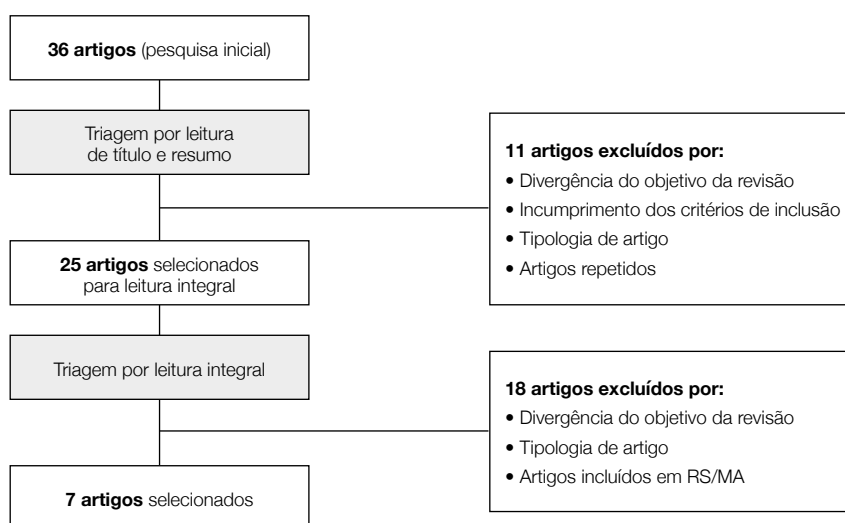 36 artigos (pesquisa inicial)
Triagem por leitura
de título e resumo
11 artigos excluídos por:
• Divergência do objetivo da revisão
• Incumprimento dos critérios de inclusão
• Tipologia de artigo
• Artigos repetidos
25 artigos selecionados
para leitura integral
Triagem por leitura integral
18 artigos excluídos por:
• Divergência do objetivo da revisão
• Tipologia de artigo
• Artigos incluídos em RS/MA
7 artigos selecionados